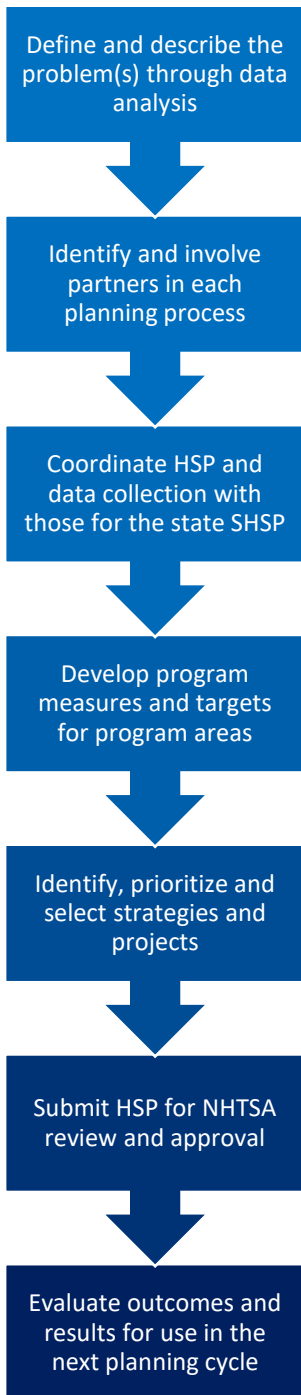 Define and describe the
problem(s) through data
analysis
Identify and involve
partners in each
planning process
Coordinate HSP and
data collection with
those for the state SHSP
Develop program
measures and targets
for program areas
Identify, prioritize and
select strategies and
projects
Submit HSP for NHTSA
review and approval
Evaluate outcomes and
results for use in the
next planning cycle